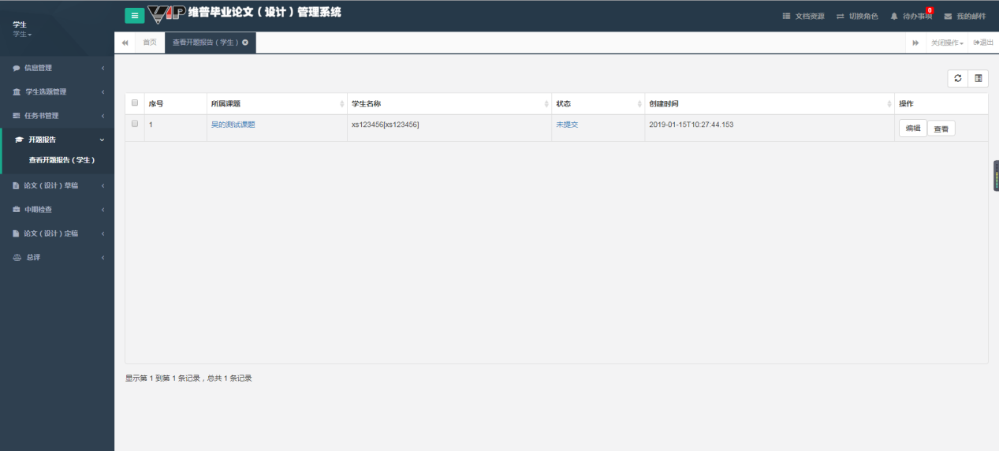 学生
学生
VIP 维普毕业论文（设计）管理系统
文档资源 切换角色 待办事项 0 我的邮件
首页 查看开题报告（学生） 关闭操作 退出
信息管理
学生选题管理
任务书管理
开题报告
查看开题报告（学生）
论文（设计）草稿
中期检查
论文（设计）定稿
总评
序号 所属课题 学生名称 状态 创建时间 操作
1 吴的测试课题 xs123456[xs123456] 未提交 2019-01-15T10:27:44.153 编辑 查看
显示第 1 到第 1 条记录，总共 1 条记录